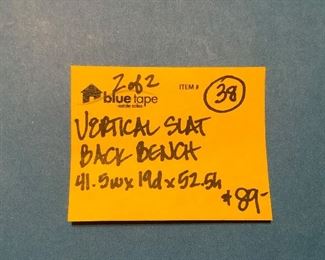 2 of 2
blue tape
estate sales
ITEM #
38
VERTICAL SLAT
BACK BENCH
41.5w x 19d x 52.5h
$89-